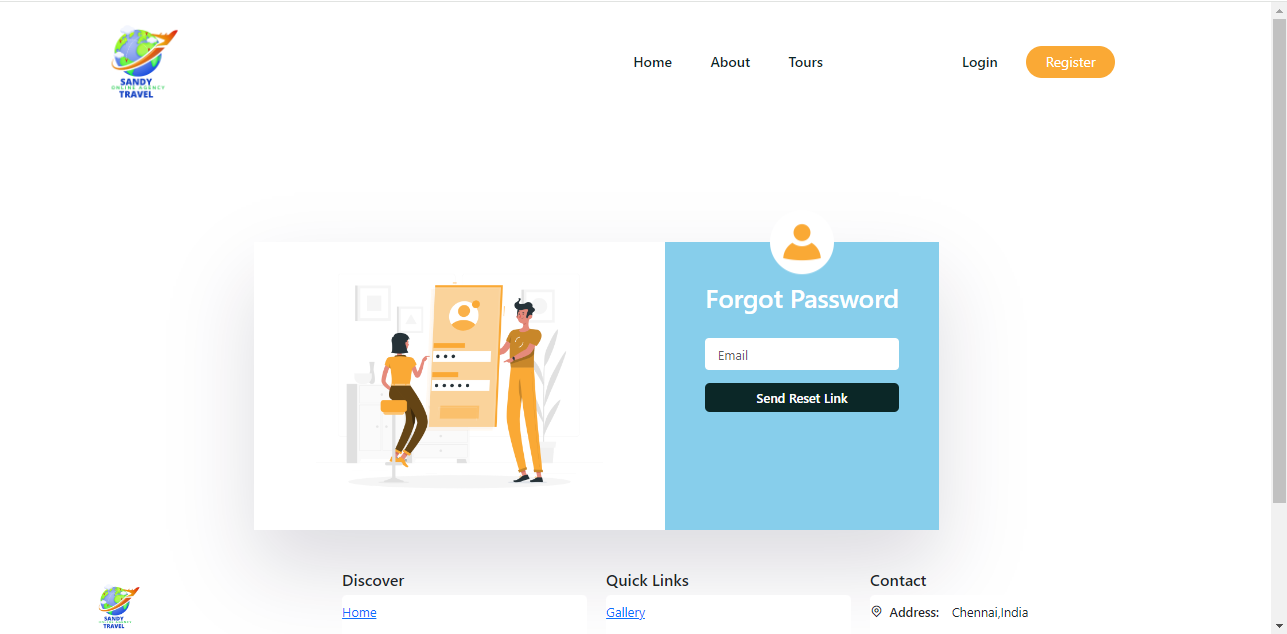 SANDY
ONLINE AGENCY
TRAVEL
Home About Tours Login Register
Forgot Password
Email
Send Reset Link
Discover Quick Links Contact
Home Gallery Address: Chennai,India
SANDY
TRAVEL